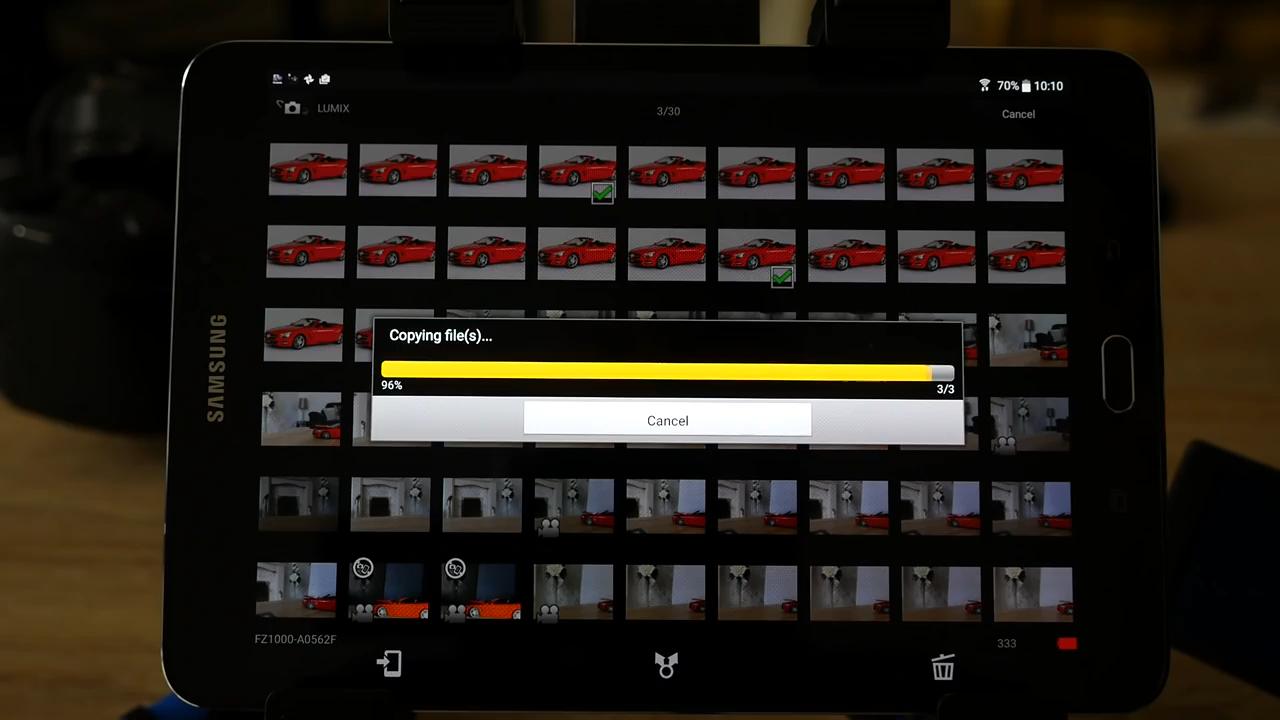 70% 10:10
LUMIX
3/30
Cancel
SAMSUNG
Copying file(s)...
96%
3/3
Cancel
FZ1000-A0562F
333